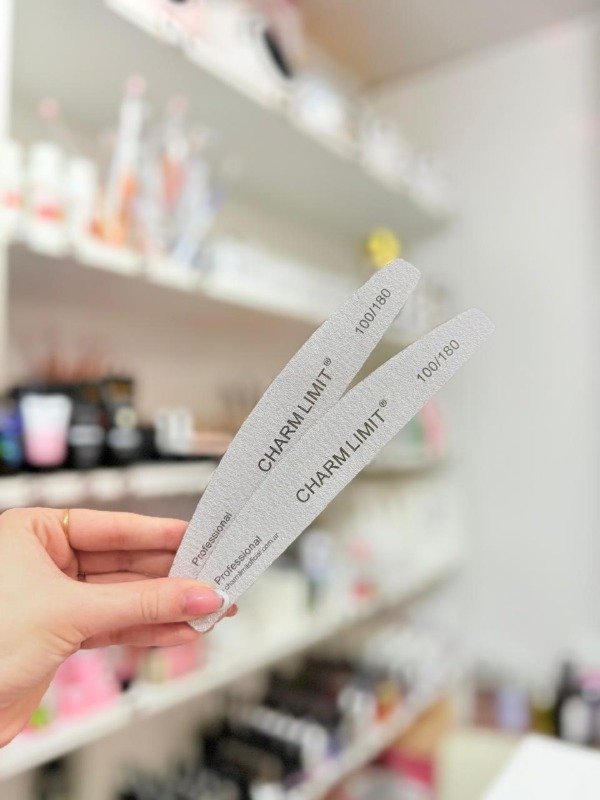 100/180
CHARM LIMIT®
Professional
100/180
CHARM LIMIT®
Professional